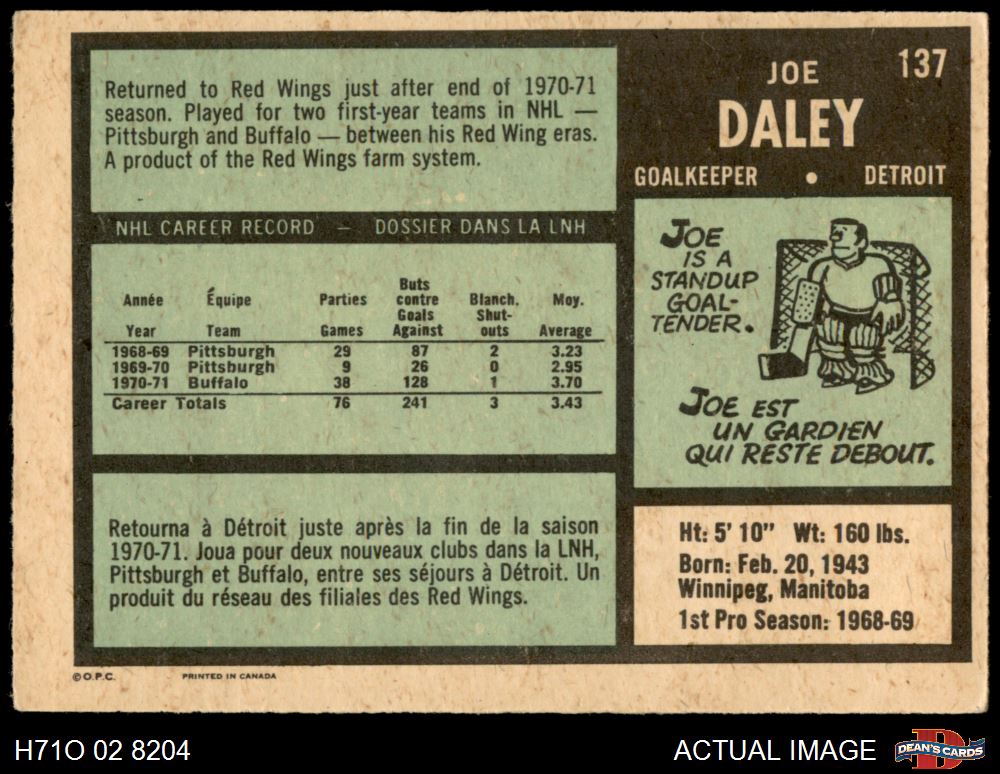 Returned to Red Wings just after end of 1970-71
season. Played for two first-year teams in NHL —
Pittsburgh and Buffalo — between his Red Wing eras.
A product of the Red Wings farm system.
JOE 137
DALEY
GOALKEEPER • DETROIT
NHL CAREER RECORD – DOSSIER DANS LA LNH
Année Équipe Parties Buts contre Blanch. Moy.
Year Team Games Goals Against Shut-outs Average
1968-69 Pittsburgh 29 87 2 3.23
1969-70 Pittsburgh 9 26 0 2.95
1970-71 Buffalo 38 128 1 3.70
Career Totals 76 241 3 3.43
JOE
IS A
STANDUP
GOAL-
TENDER.
JOE EST
UN GARDIEN
QUI RESTE DEBOUT.
Retourna à Détroit juste après la fin de la saison
1970-71. Joua pour deux nouveaux clubs dans la LNH,
Pittsburgh et Buffalo, entre ses séjours à Détroit. Un
produit du réseau des filiales des Red Wings.
Ht: 5' 10" Wt: 160 lbs.
Born: Feb. 20, 1943
Winnipeg, Manitoba
1st Pro Season: 1968-69
© O.P.C. PRINTED IN CANADA
H71O 02 8204 ACTUAL IMAGE DEAN'S CARDS